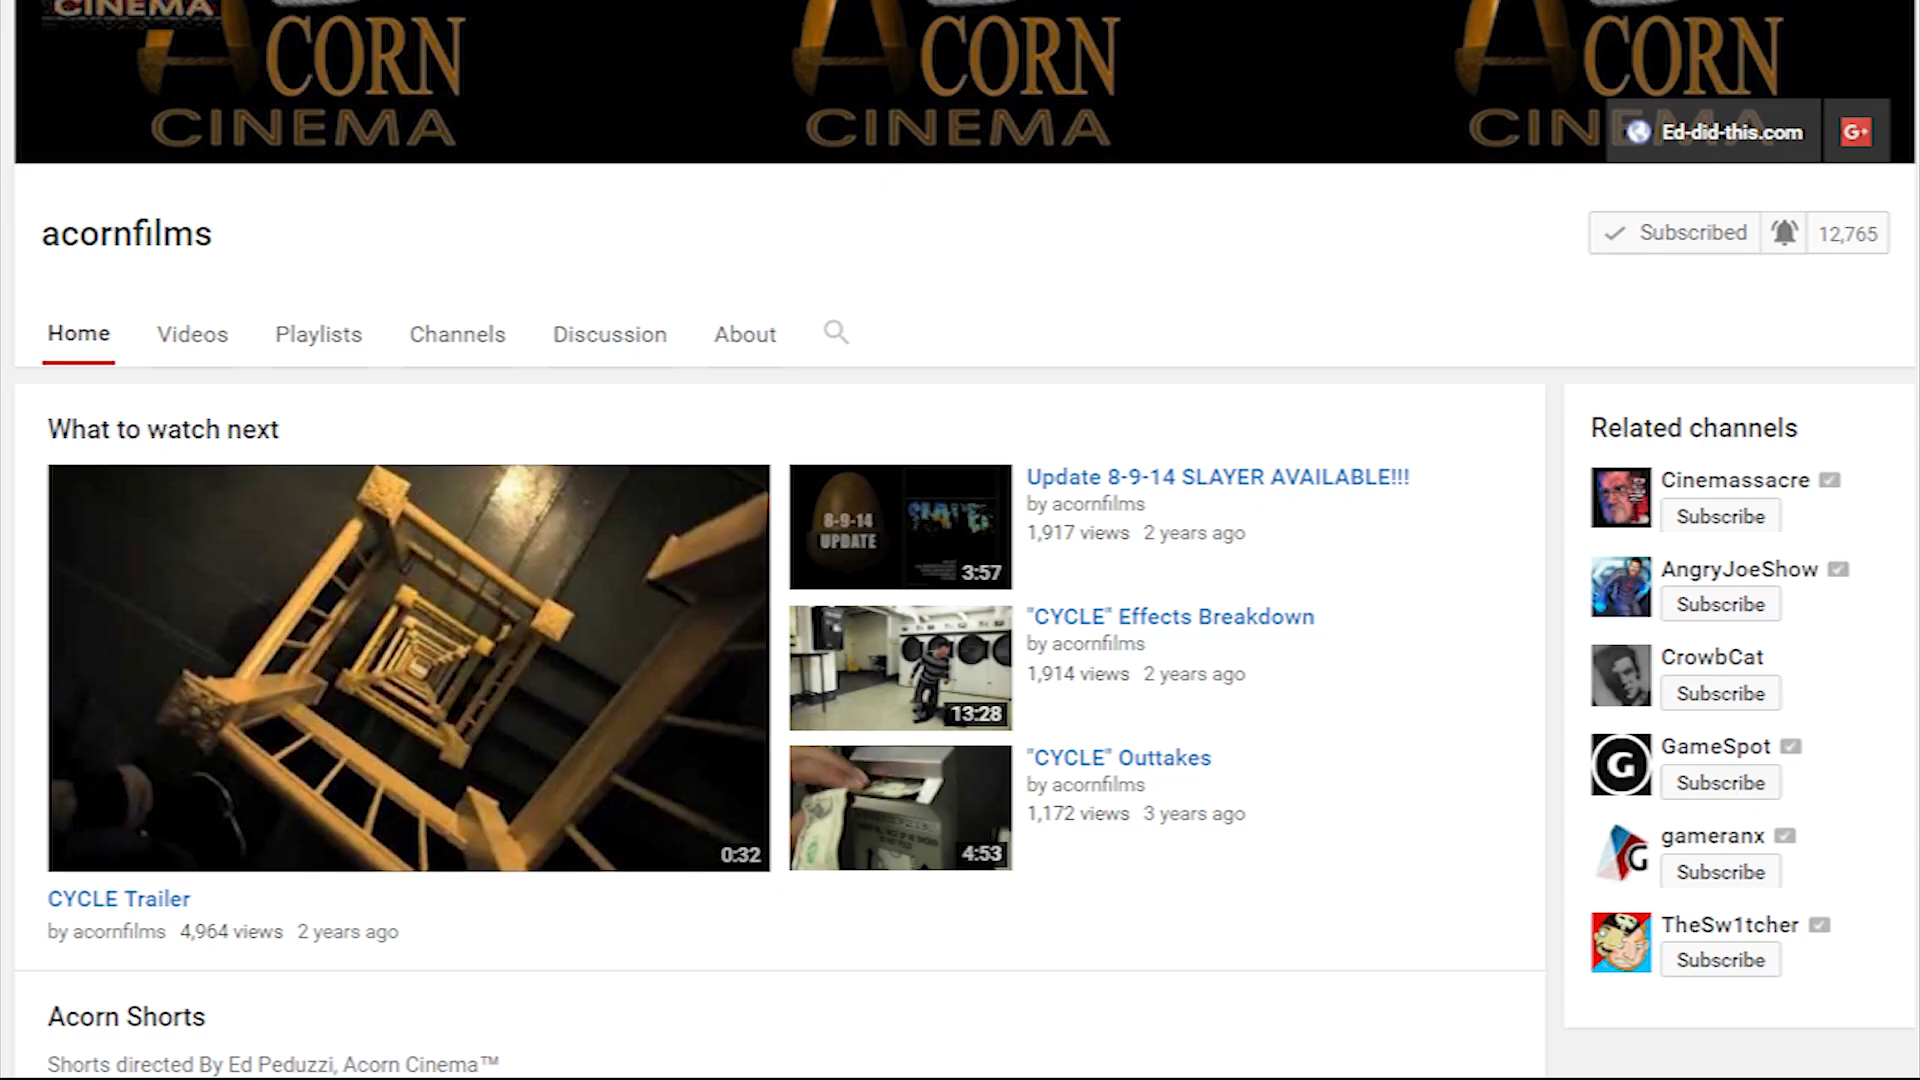 CINEMA
ACORN
CINEMA
ACORN
CINEMA
ACORN
CINEMA
Ed-did-this.com
G+
acornfilms
Subscribed
12,765
Home
Videos
Playlists
Channels
Discussion
About
What to watch next
0:32
CYCLE Trailer
by acornfilms 4,964 views 2 years ago
8-9-14
UPDATE
SLAYER
3:57
Update 8-9-14 SLAYER AVAILABLE!!!
by acornfilms
1,917 views 2 years ago
13:28
"CYCLE" Effects Breakdown
by acornfilms
1,914 views 2 years ago
4:53
"CYCLE" Outtakes
by acornfilms
1,172 views 3 years ago
Acorn Shorts
Shorts directed By Ed Peduzzi, Acorn Cinema™
Related channels
Cinemassacre
Subscribe
AngryJoeShow
Subscribe
CrowbCat
Subscribe
GameSpot
Subscribe
gameranx
Subscribe
TheSw1tcher
Subscribe